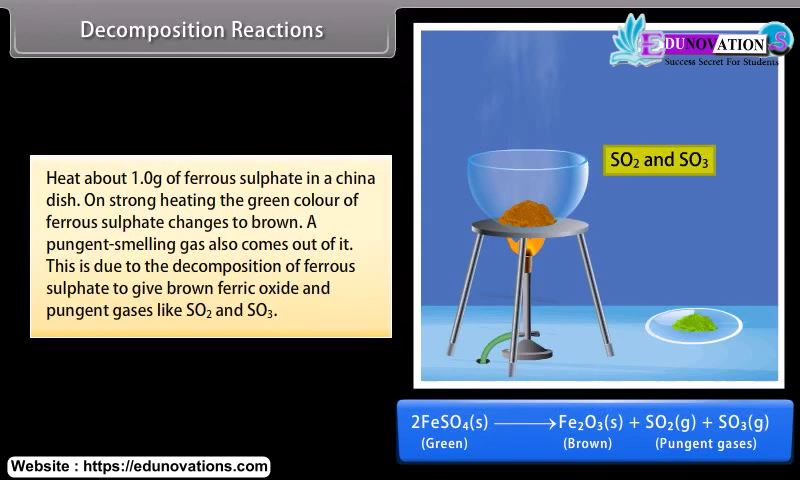 Decomposition Reactions
EDUNOVATIONS
Success Secret For Students
Heat about 1.0g of ferrous sulphate in a china
dish. On strong heating the green colour of
ferrous sulphate changes to brown. A
pungent-smelling gas also comes out of it.
This is due to the decomposition of ferrous
sulphate to give brown ferric oxide and
pungent gases like SO₂ and SO₃.
SO₂ and SO₃
2FeSO₄(s) ⟶ Fe₂O₃(s) + SO₂(g) + SO₃(g)
(Green) (Brown) (Pungent gases)
Website : https://edunovations.com